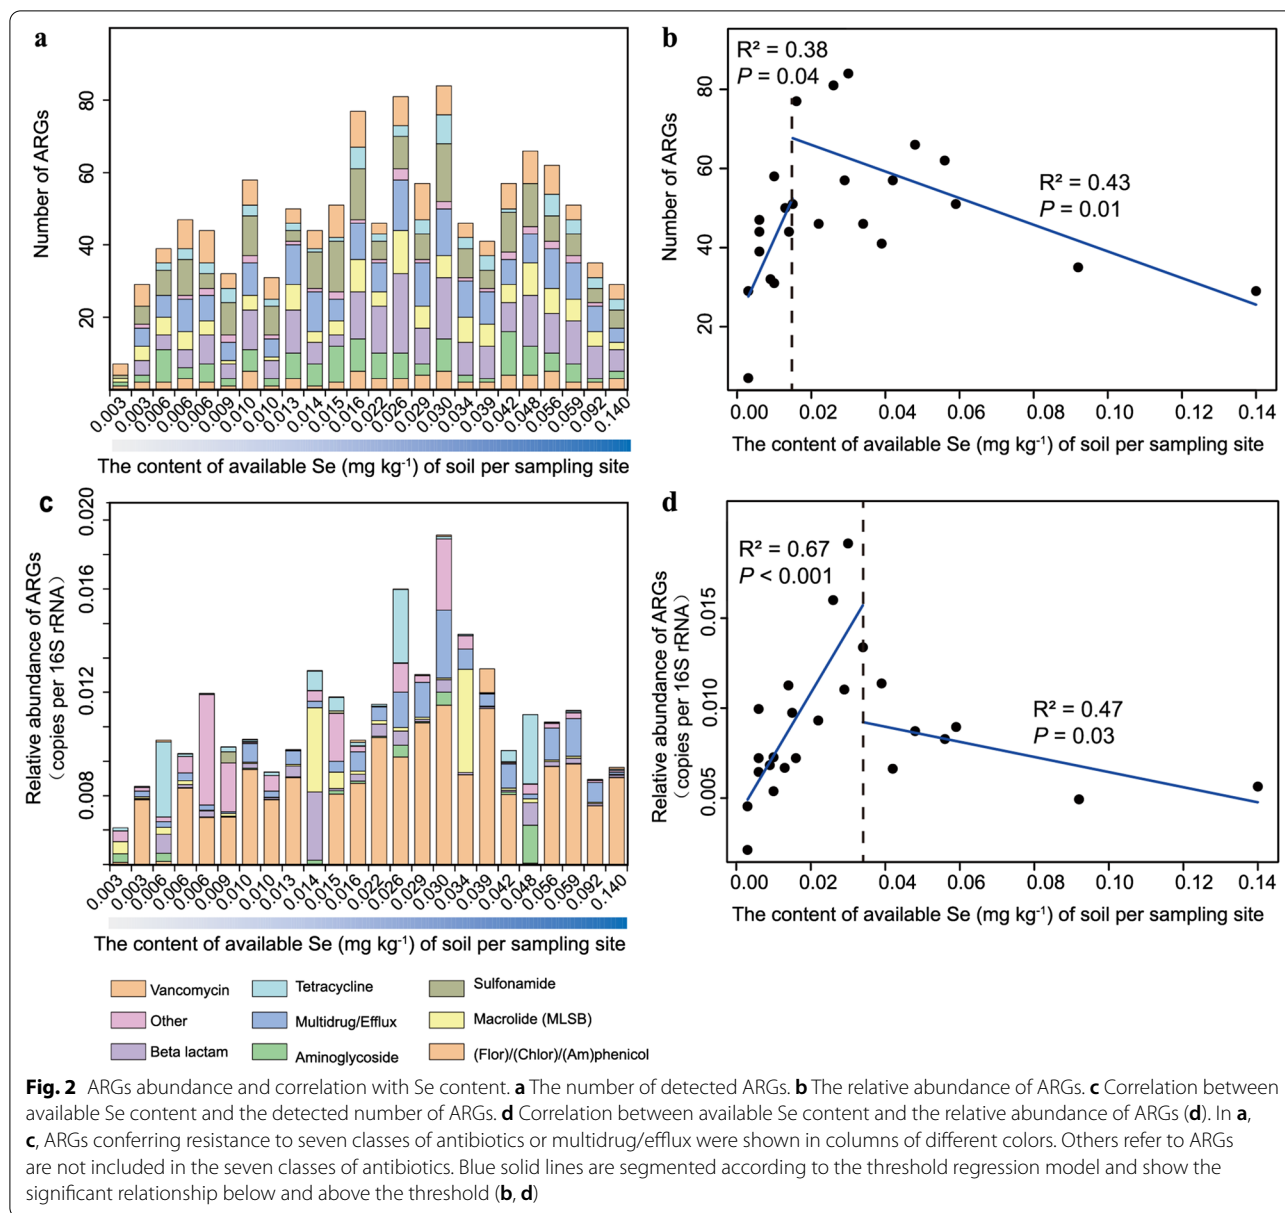 a
Number of ARGs
80
60
40
20
0.003
0.003
0.006
0.006
0.006
0.009
0.010
0.010
0.013
0.014
0.015
0.016
0.022
0.026
0.029
0.030
0.034
0.039
0.042
0.048
0.056
0.059
0.092
0.140
The content of available Se (mg kg⁻¹) of soil per sampling site
b
Number of ARGs
80
60
40
20
R² = 0.38
P = 0.04
R² = 0.43
P = 0.01
0.00 0.02 0.04 0.06 0.08 0.10 0.12 0.14
The content of available Se (mg kg⁻¹) of soil per sampling site
c
Relative abundance of ARGs
(copies per 16S rRNA)
0.020
0.016
0.012
0.008
0.003
0.003
0.006
0.006
0.006
0.009
0.010
0.010
0.013
0.014
0.015
0.016
0.022
0.026
0.029
0.030
0.034
0.039
0.042
0.048
0.056
0.059
0.092
0.140
The content of available Se (mg kg⁻¹) of soil per sampling site
d
Relative abundance of ARGs
(copies per 16S rRNA)
0.015
0.010
0.005
R² = 0.67
P < 0.001
R² = 0.47
P = 0.03
0.00 0.02 0.04 0.06 0.08 0.10 0.12 0.14
The content of available Se (mg kg⁻¹) of soil per sampling site
Vancomycin Tetracycline Sulfonamide
Other Multidrug/Efflux Macrolide (MLSB)
Beta lactam Aminoglycoside (Flor)/(Chlor)/(Am)phenicol
Fig. 2 ARGs abundance and correlation with Se content. a The number of detected ARGs. b The relative abundance of ARGs. c Correlation between
available Se content and the detected number of ARGs. d Correlation between available Se content and the relative abundance of ARGs (d). In a,
c, ARGs conferring resistance to seven classes of antibiotics or multidrug/efflux were shown in columns of different colors. Others refer to ARGs
are not included in the seven classes of antibiotics. Blue solid lines are segmented according to the threshold regression model and show the
significant relationship below and above the threshold (b, d)